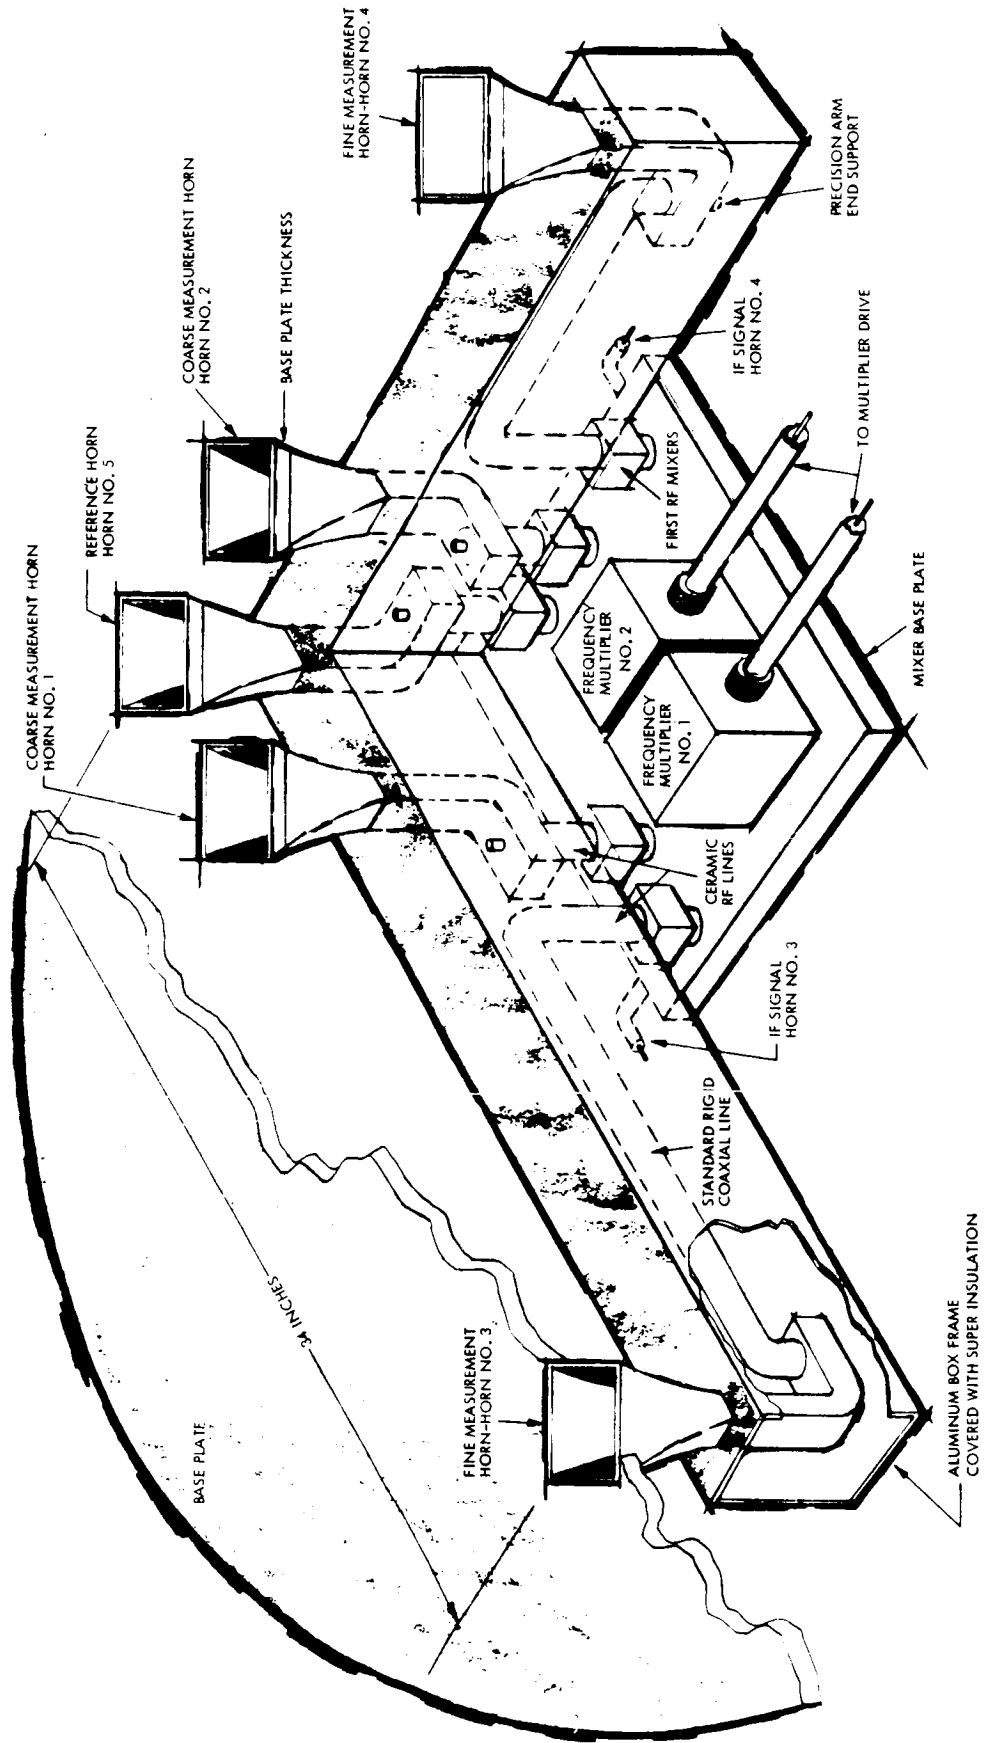 FINE MEASUREMENT
HORN-HORN NO. 4
COARSE MEASUREMENT HORN
HORN NO. 2
BASE PLATE THICKNESS
REFERENCE HORN
HORN NO. 5
COARSE MEASUREMENT HORN
HORN NO. 1
PRECISION ARM
END SUPPORT
IF SIGNAL
HORN NO. 4
TO MULTIPLIER DRIVE
FIRST RF MIXERS
FREQUENCY
MULTIPLIER
NO. 2
FREQUENCY
MULTIPLIER
NO. 1
MIXER BASE PLATE
CERAMIC
RF LINES
IF SIGNAL
HORN NO. 3
STANDARD RIGID
COAXIAL LINE
34 INCHES
BASE PLATE
FINE MEASUREMENT
HORN-HORN NO. 3
ALUMINUM BOX FRAME
COVERED WITH SUPER INSULATION